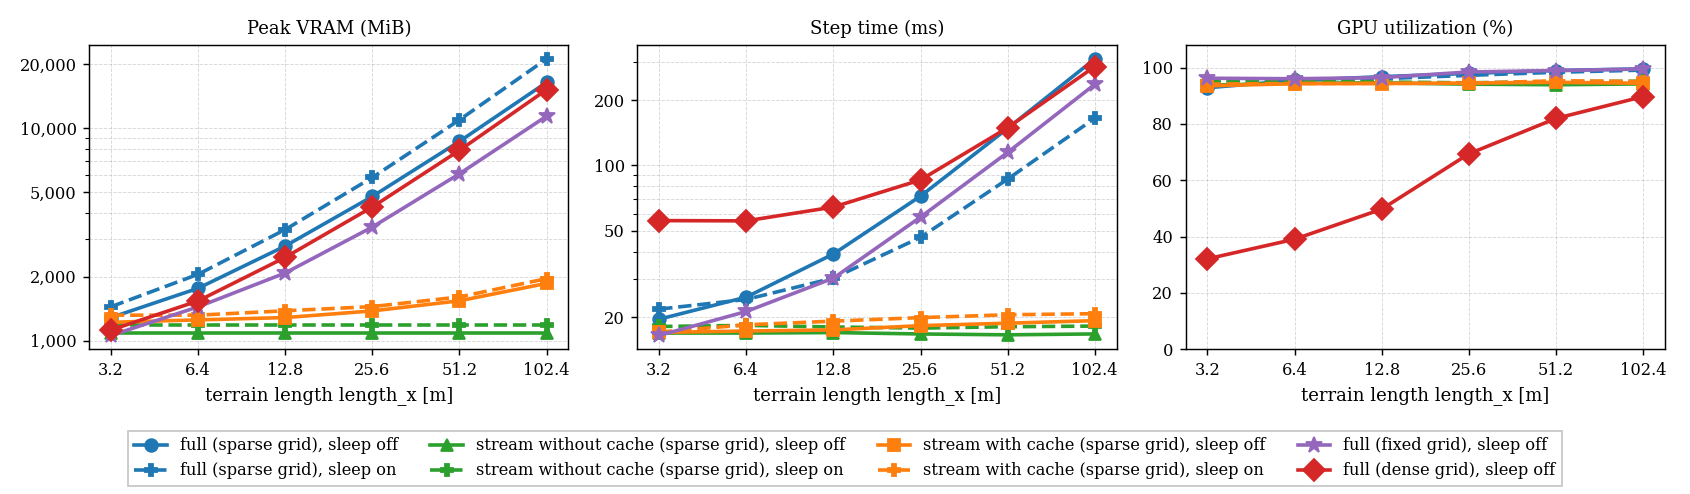 Peak VRAM (MiB)
20,000
10,000
5,000
2,000
1,000
3.2 6.4 12.8 25.6 51.2 102.4
terrain length length_x [m]
Step time (ms)
200
100
50
20
3.2 6.4 12.8 25.6 51.2 102.4
terrain length length_x [m]
GPU utilization (%)
100
80
60
40
20
0
3.2 6.4 12.8 25.6 51.2 102.4
terrain length length_x [m]
full (sparse grid), sleep off
full (sparse grid), sleep on
stream without cache (sparse grid), sleep off
stream without cache (sparse grid), sleep on
stream with cache (sparse grid), sleep off
stream with cache (sparse grid), sleep on
full (fixed grid), sleep off
full (dense grid), sleep off